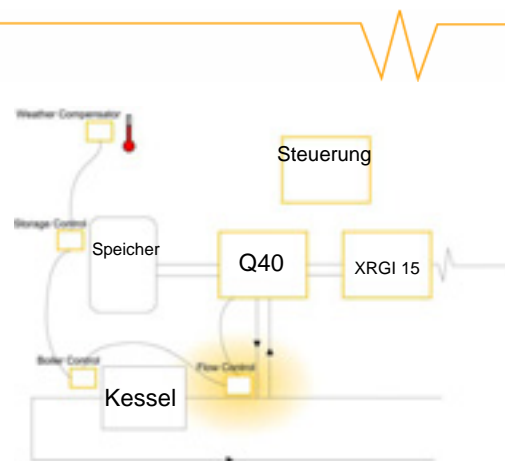 Weather Compensator
Steuerung
Storage Control
Speicher
Q40
XRGI 15
Boiler Control
Flow Control
Kessel